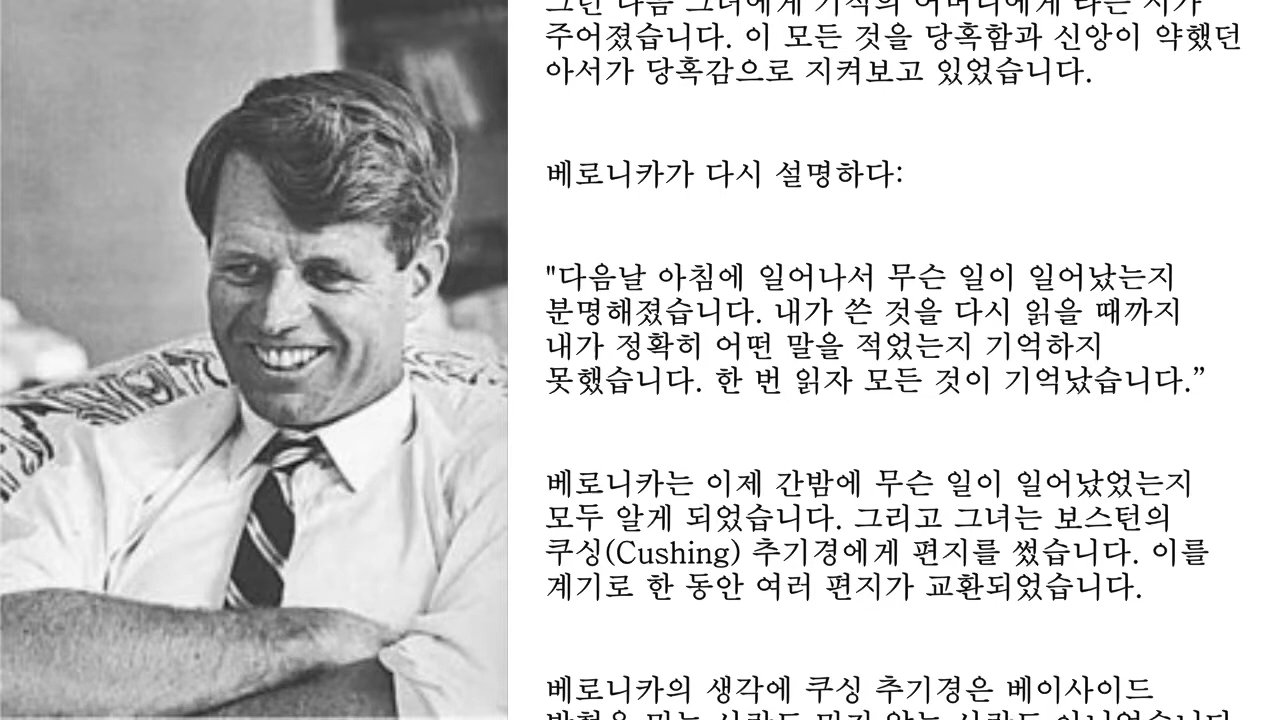 주어졌습니다. 이 모든 것을 당혹함과 신앙이 약했던
아서가 당혹감으로 지켜보고 있었습니다.
베로니카가 다시 설명하다:
"다음날 아침에 일어나서 무슨 일이 일어났는지
분명해졌습니다. 내가 쓴 것을 다시 읽을 때까지
내가 정확히 어떤 말을 적었는지 기억하지
못했습니다. 한 번 읽자 모든 것이 기억났습니다.”
베로니카는 이제 간밤에 무슨 일이 일어났었는지
모두 알게 되었습니다. 그리고 그녀는 보스턴의
쿠싱(Cushing) 추기경에게 편지를 썼습니다. 이를
계기로 한 동안 여러 편지가 교환되었습니다.
베로니카의 생각에 쿠싱 추기경은 베이사이드